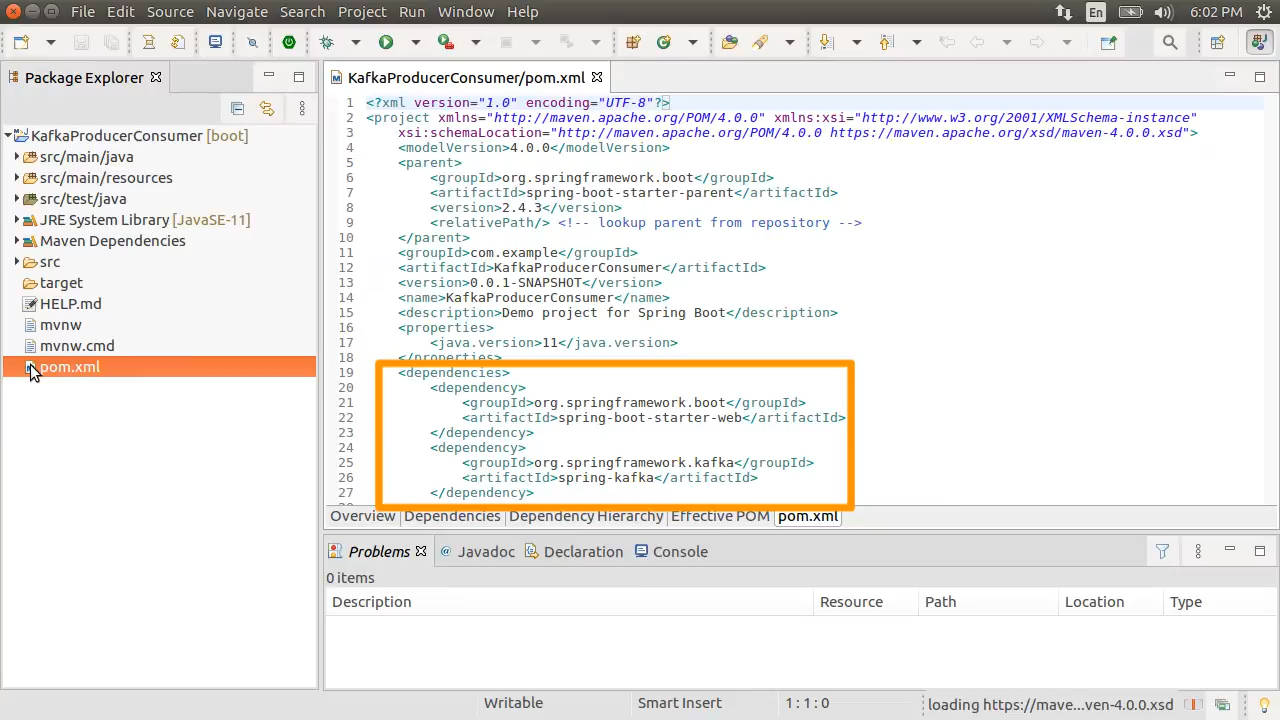 File Edit Source Navigate Search Project Run Window Help
En
6:02 PM
Package Explorer
KafkaProducerConsumer/pom.xml
KafkaProducerConsumer [boot]
src/main/java
src/main/resources
src/test/java
JRE System Library [JavaSE-11]
Maven Dependencies
src
target
HELP.md
mvnw
mvnw.cmd
pom.xml
1 <?xml version="1.0" encoding="UTF-8"?>
2 <project xmlns="http://maven.apache.org/POM/4.0.0" xmlns:xsi="http://www.w3.org/2001/XMLSchema-instance"
3 xsi:schemaLocation="http://maven.apache.org/POM/4.0.0 https://maven.apache.org/xsd/maven-4.0.0.xsd">
4 <modelVersion>4.0.0</modelVersion>
5 <parent>
6 <groupId>org.springframework.boot</groupId>
7 <artifactId>spring-boot-starter-parent</artifactId>
8 <version>2.4.3</version>
9 <relativePath/> <!-- lookup parent from repository -->
10 </parent>
11 <groupId>com.example</groupId>
12 <artifactId>KafkaProducerConsumer</artifactId>
13 <version>0.0.1-SNAPSHOT</version>
14 <name>KafkaProducerConsumer</name>
15 <description>Demo project for Spring Boot</description>
16 <properties>
17 <java.version>11</java.version>
18 </properties>
19 <dependencies>
20 <dependency>
21 <groupId>org.springframework.boot</groupId>
22 <artifactId>spring-boot-starter-web</artifactId>
23 </dependency>
24 <dependency>
25 <groupId>org.springframework.kafka</groupId>
26 <artifactId>spring-kafka</artifactId>
27 </dependency>
Overview Dependencies Dependency Hierarchy Effective POM pom.xml
Problems @ Javadoc Declaration Console
0 items
Description Resource Path Location Type
Writable Smart Insert 1 : 1 : 0 loading https://mave...ven-4.0.0.xsd